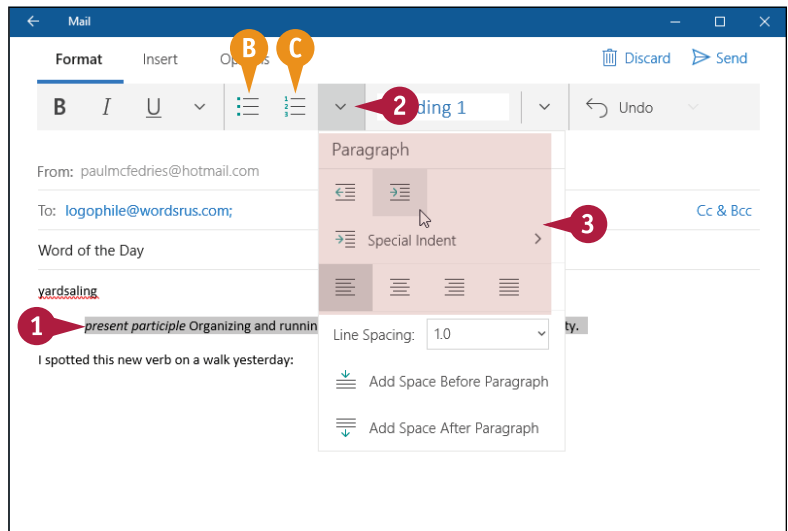 Mail
Format Insert Op s Discard Send
B C
B I U 2 ding 1 Undo
Paragraph
From: paulmcfedries@hotmail.com
To: logophile@wordsrus.com; Cc & Bcc
3
Special Indent
Word of the Day
yardsaling
1 present participle Organizing and runnin ty.
Line Spacing: 1.0
I spotted this new verb on a walk yesterday:
Add Space Before Paragraph
Add Space After Paragraph